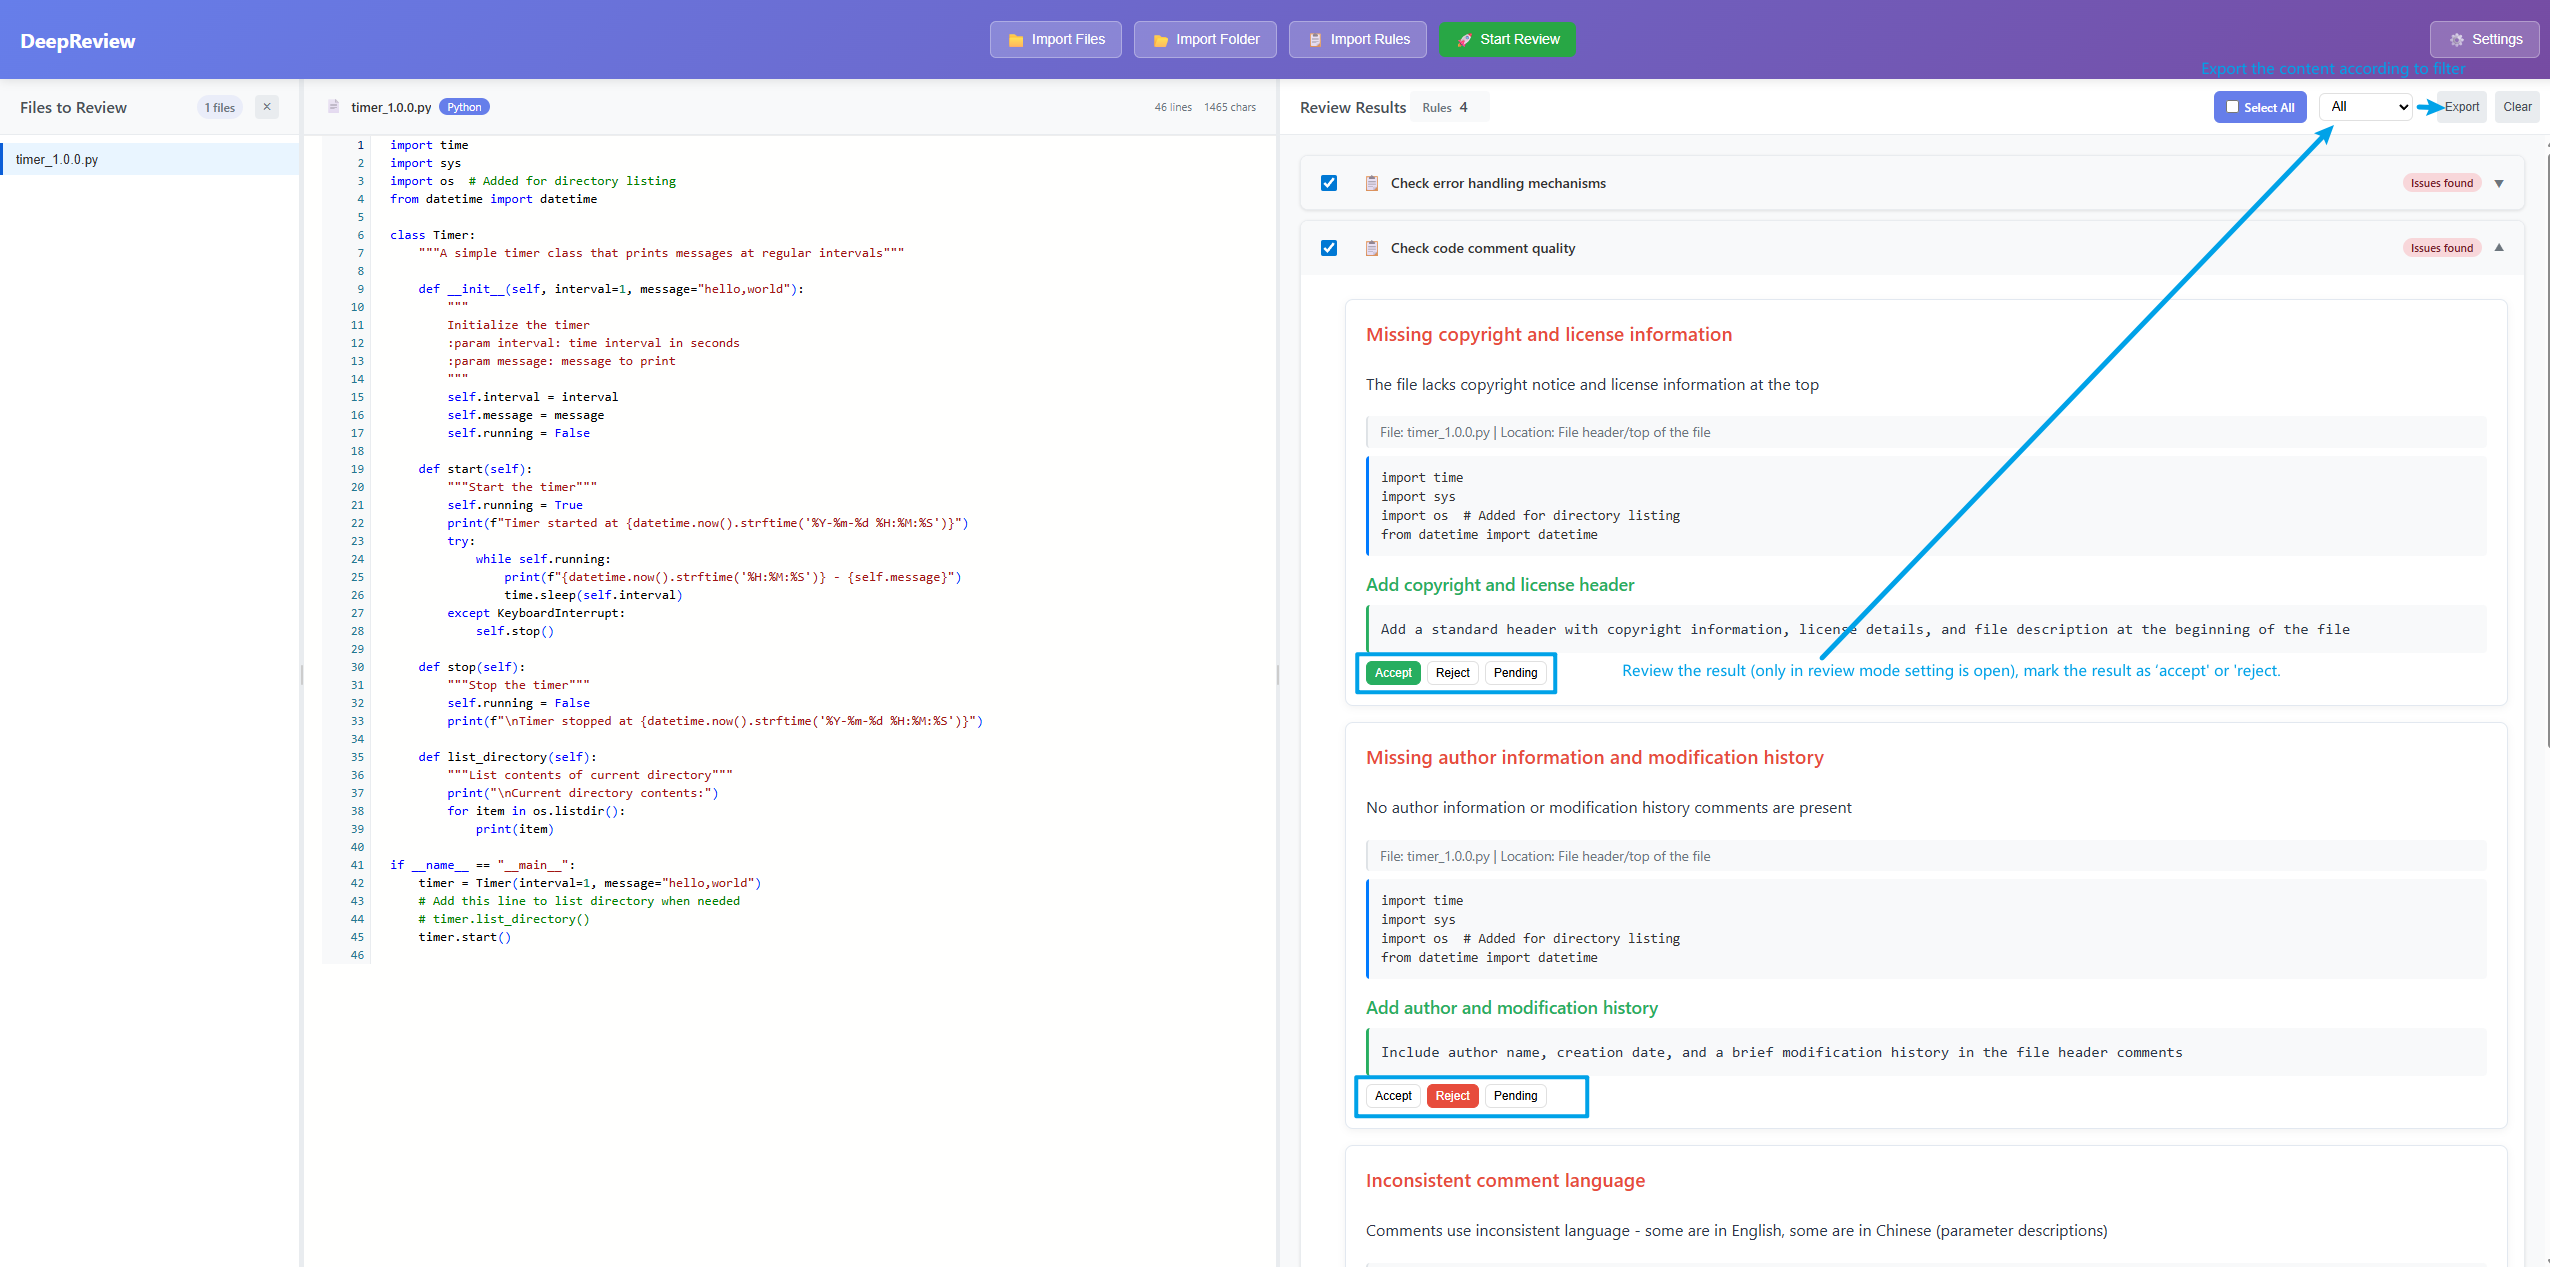 DeepReview
Import Files
Import Folder
Import Rules
Start Review
Settings
Export the content according to filter
Files to Review
1 files
×
timer_1.0.0.py
Python
46 lines
1465 chars
Review Results
Rules 4
Select All
All
Export
Clear
timer_1.0.0.py
1 import time
2 import sys
3 import os  # Added for directory listing
4 from datetime import datetime
5
6 class Timer:
7     """A simple timer class that prints messages at regular intervals"""
8
9     def __init__(self, interval=1, message="hello,world"):
10         """
11         Initialize the timer
12         :param interval: time interval in seconds
13         :param message: message to print
14         """
15         self.interval = interval
16         self.message = message
17         self.running = False
18
19     def start(self):
20         """Start the timer"""
21         self.running = True
22         print(f"Timer started at {datetime.now().strftime('%Y-%m-%d %H:%M:%S')}")
23         try:
24             while self.running:
25                 print(f"{datetime.now().strftime('%H:%M:%S')} - {self.message}")
26                 time.sleep(self.interval)
27         except KeyboardInterrupt:
28             self.stop()
29
30     def stop(self):
31         """Stop the timer"""
32         self.running = False
33         print(f"\nTimer stopped at {datetime.now().strftime('%Y-%m-%d %H:%M:%S')}")
34
35     def list_directory(self):
36         """List contents of current directory"""
37         print("\nCurrent directory contents:")
38         for item in os.listdir():
39             print(item)
40
41 if __name__ == "__main__":
42     timer = Timer(interval=1, message="hello,world")
43     # Add this line to list directory when needed
44     # timer.list_directory()
45     timer.start()
46
Check error handling mechanisms
Issues found
Check code comment quality
Issues found
Missing copyright and license information
The file lacks copyright notice and license information at the top
File: timer_1.0.0.py | Location: File header/top of the file
import time
import sys
import os  # Added for directory listing
from datetime import datetime
Add copyright and license header
Add a standard header with copyright information, license details, and file description at the beginning of the file
Accept
Reject
Pending
Review the result (only in review mode setting is open), mark the result as 'accept' or 'reject.
Missing author information and modification history
No author information or modification history comments are present
File: timer_1.0.0.py | Location: File header/top of the file
import time
import sys
import os  # Added for directory listing
from datetime import datetime
Add author and modification history
Include author name, creation date, and a brief modification history in the file header comments
Accept
Reject
Pending
Inconsistent comment language
Comments use inconsistent language - some are in English, some are in Chinese (parameter descriptions)